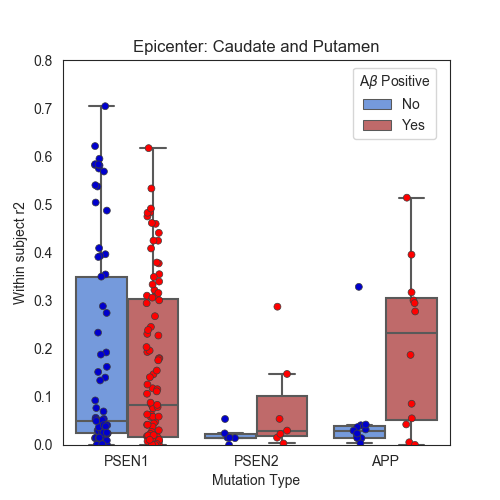 Epicenter: Caudate and Putamen
Aβ Positive
No
Yes
Within subject r2
0.8
0.7
0.6
0.5
0.4
0.3
0.2
0.1
0.0
PSEN1
PSEN2
APP
Mutation Type